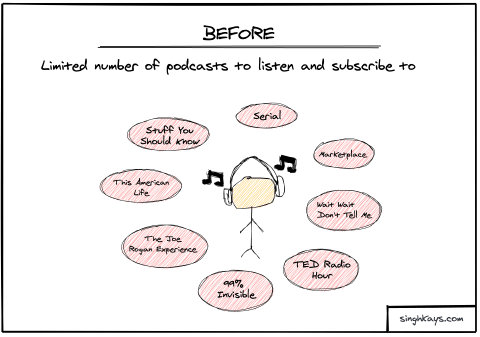 BEFORE
Limited number of podcasts to listen and subscribe to
Serial
Stuff You
Should Know
Marketplace
This American
Life
Wait Wait
Don't Tell Me
The Joe
Rogan Experience
TED Radio
Hour
99%
Invisible
singhkays.com